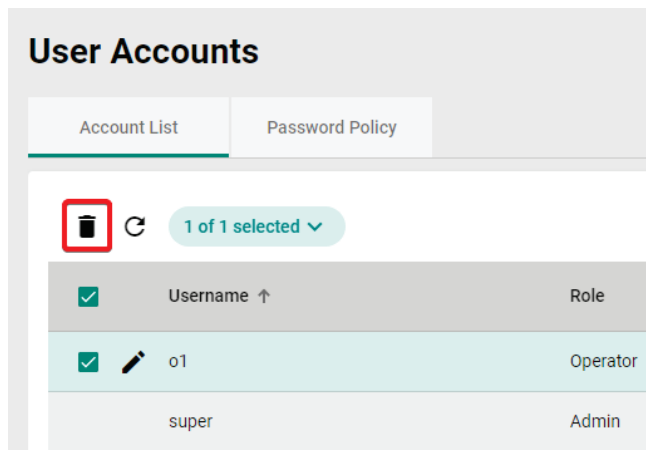 User Accounts
Account List Password Policy
1 of 1 selected
Username Role
o1 Operator
super Admin